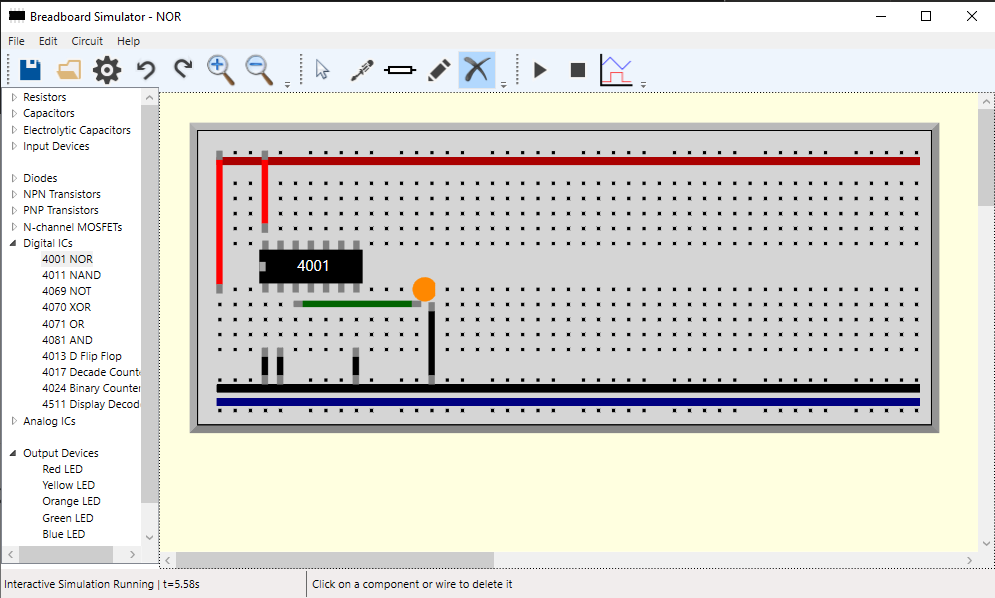 Breadboard Simulator - NOR
File Edit Circuit Help
Resistors
Capacitors
Electrolytic Capacitors
Input Devices
Diodes
NPN Transistors
PNP Transistors
N-channel MOSFETs
Digital ICs
4001 NOR
4011 NAND
4069 NOT
4070 XOR
4071 OR
4081 AND
4013 D Flip Flop
4017 Decade Count
4024 Binary Counter
4511 Display Decod
Analog ICs
Output Devices
Red LED
Yellow LED
Orange LED
Green LED
Blue LED
4001
Interactive Simulation Running | t=5.58s
Click on a component or wire to delete it